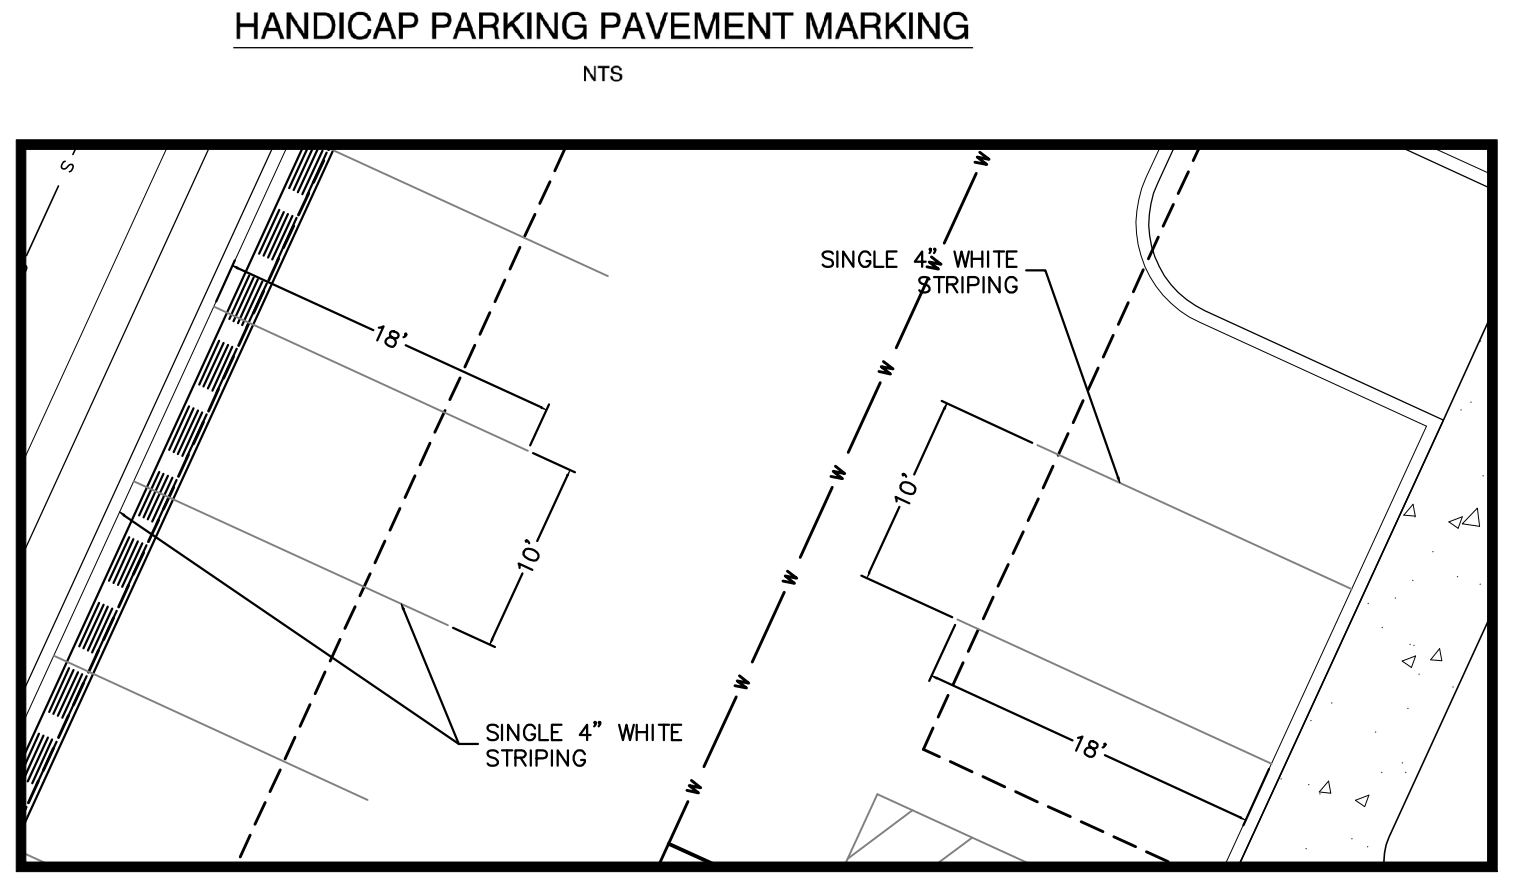 HANDICAP PARKING PAVEMENT MARKING
NTS
S
W
SINGLE 4” WHITE
STRIPING
W
18’
W
10’
W
10’
W
W
SINGLE 4” WHITE
STRIPING
18’
W